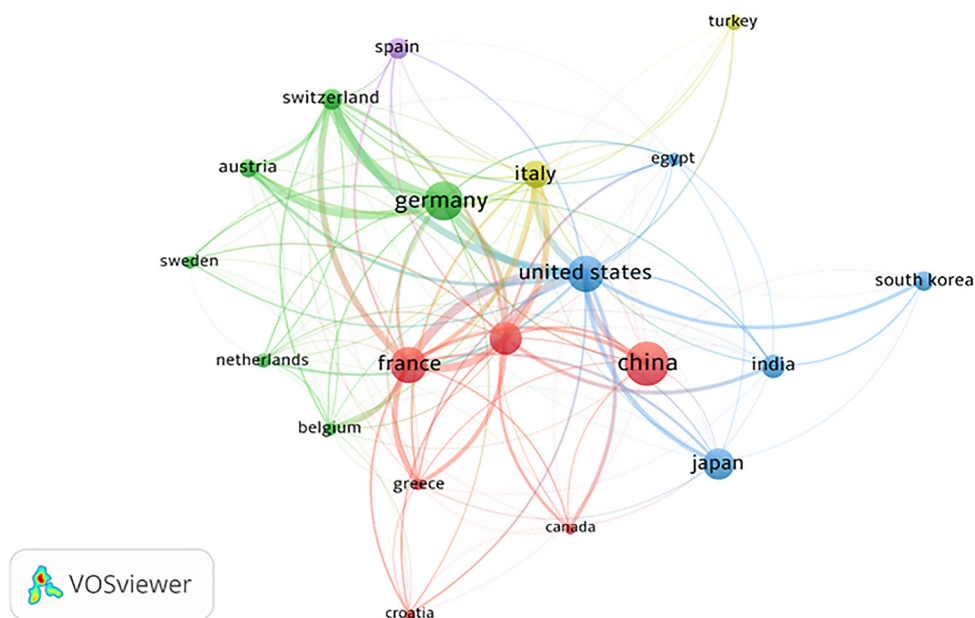 turkey
spain
switzerland
egypt
austria
italy
germany
sweden
united states
south korea
netherlands
france
china
india
belgium
japan
greece
canada
VOSviewer
croatia